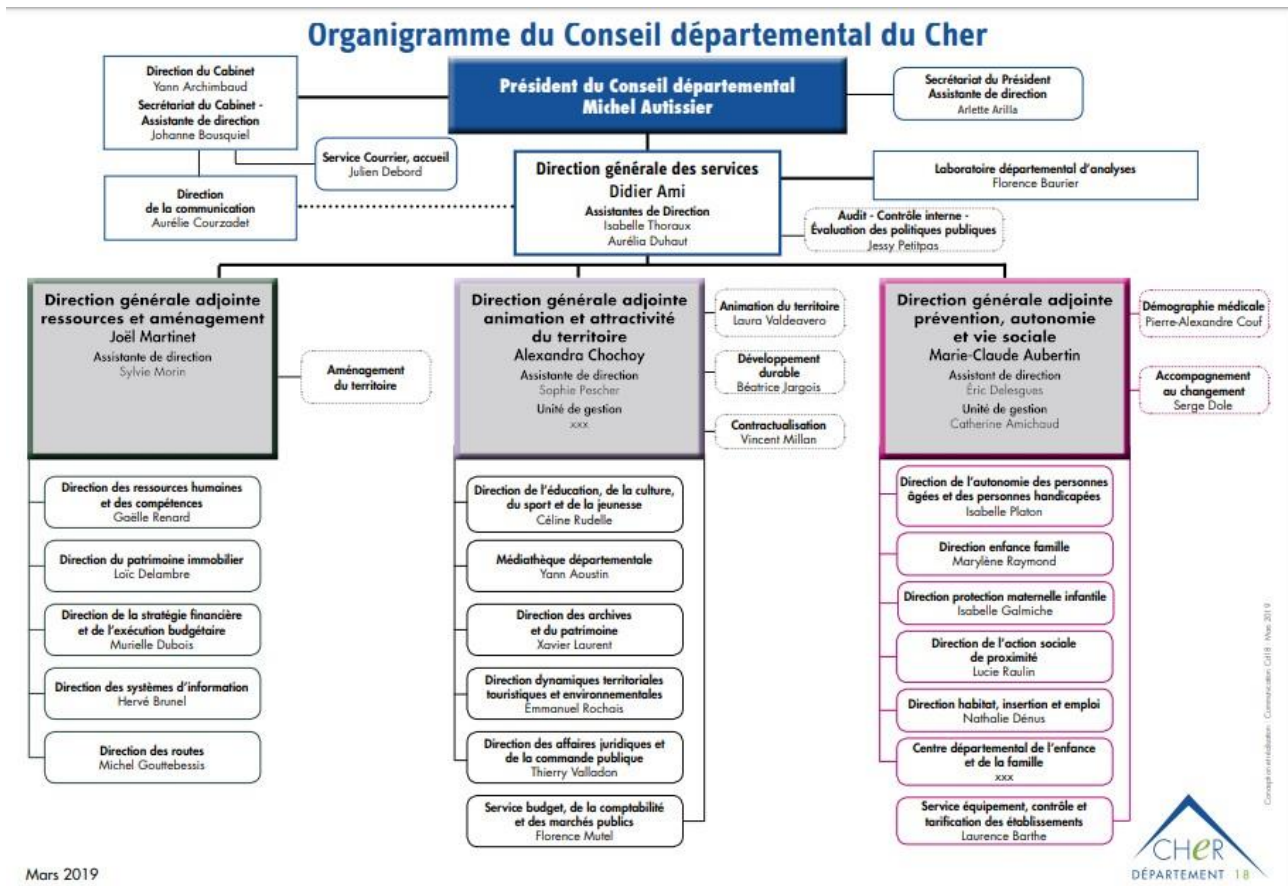 Organigramme du Conseil départemental du Cher
Direction du Cabinet
Yann Archimbaud
Secrétariat du Cabinet -
Assistante de direction
Johanne Bousquiel
Président du Conseil départemental
Michel Autissier
Secrétariat du Président
Assistante de direction
Arlette Arilla
Service Courrier, accueil
Julien Debord
Direction
de la communication
Aurélie Courzadet
Direction générale des services
Didier Ami
Assistantes de Direction
Isabelle Thoraux
Aurélia Duhaut
Laboratoire départemental d'analyses
Florence Baurier
Audit - Contrôle interne -
Évaluation des politiques publiques
Jessy Petitpas
Direction générale adjointe
ressources et aménagement
Joël Martinet
Assistante de direction
Sylvie Morin
Aménagement
du territoire
Direction des ressources humaines
et des compétences
Gaëlle Renard
Direction du patrimoine immobilier
Loïc Delambre
Direction de la stratégie financière
et de l'exécution budgétaire
Murielle Dubois
Direction des systèmes d'information
Hervé Brunel
Direction des routes
Michel Gouttebessis
Direction générale adjointe
animation et attractivité
du territoire
Alexandra Chochoy
Assistante de direction
Sophie Pescher
Unité de gestion
xxx
Animation du territoire
Laura Valdeavero
Développement
durable
Béatrice Jargois
Contractualisation
Vincent Millan
Direction de l'éducation, de la culture,
du sport et de la jeunesse
Céline Rudelle
Médiathèque départementale
Yann Aoustin
Direction des archives
et du patrimoine
Xavier Laurent
Direction dynamiques territoriales
touristiques et environnementales
Emmanuel Rochais
Direction des affaires juridiques et
de la commande publique
Thierry Valladon
Service budget, de la comptabilité
et des marchés publics
Florence Mutel
Direction générale adjointe
prévention, autonomie
et vie sociale
Marie-Claude Aubertin
Assistant de direction
Éric Delesgues
Unité de gestion
Catherine Amichaud
Démographie médicale
Pierre-Alexandre Couf
Accompagnement
au changement
Serge Dole
Direction de l'autonomie des personnes
âgées et des personnes handicapées
Isabelle Platon
Direction enfance famille
Marylène Raymond
Direction protection maternelle infantile
Isabelle Galmiche
Direction de l'action sociale
de proximité
Lucie Raulin
Direction habitat, insertion et emploi
Nathalie Dénus
Centre départemental de l'enfance
et de la famille
xxx
Service équipement, contrôle et
tarification des établissements
Laurence Barthe
Conception et réalisation : Communication Cd18 - Mars 2019
CHER
DÉPARTEMENT 18
Mars 2019